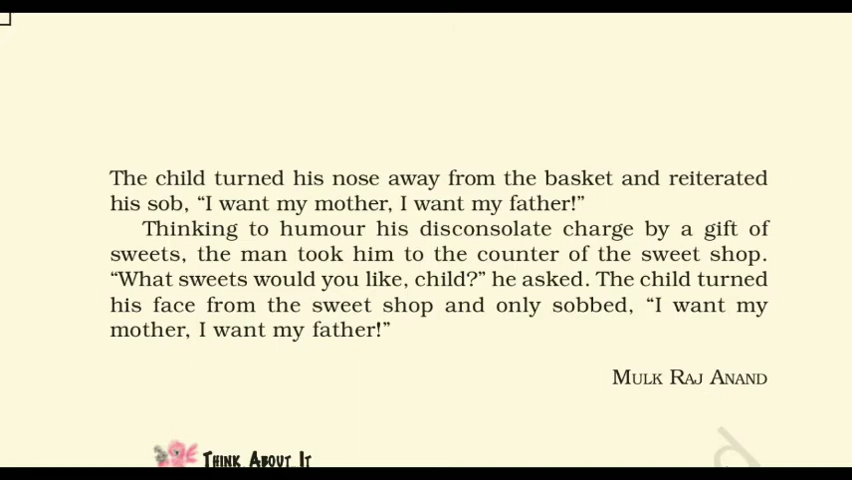 The child turned his nose away from the basket and reiterated
his sob, “I want my mother, I want my father!”
Thinking to humour his disconsolate charge by a gift of
sweets, the man took him to the counter of the sweet shop.
“What sweets would you like, child?” he asked. The child turned
his face from the sweet shop and only sobbed, “I want my
mother, I want my father!”
MULK RAJ ANAND
THINK ABOUT IT